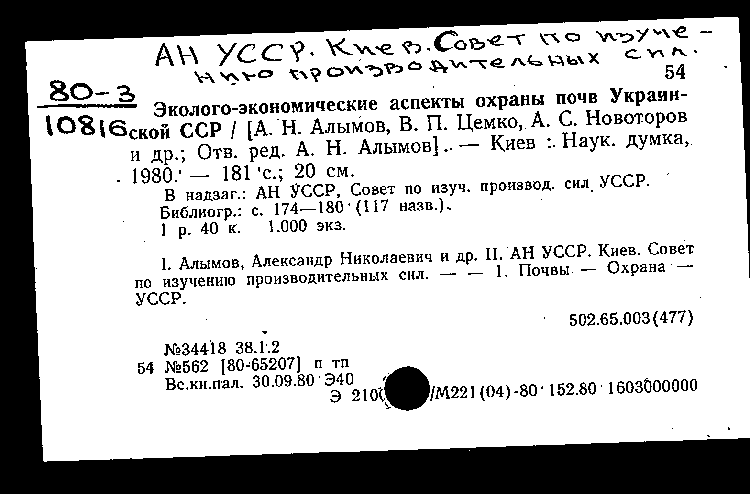 АН УССР. Киев. Совет по изуче-
нию производительных сил.
54
80-3
10816
Эколого-экономические аспекты охраны почв Украин-
ской ССР / [А. Н. Алымов, В. П. Цемко, А. С. Новоторов
и др.; Отв. ред. А. Н. Алымов]. — Киев : Наук. думка,
1980. — 181 с.; 20 см.
В надзаг.: АН УССР, Совет по изуч. производ. сил УССР.
Библиогр.: с. 174—180 (117 назв.).
1 р. 40 к. 1.000 экз.
I. Алымов, Александр Николаевич и др. II. АН УССР. Киев. Совет
по изучению производительных сил. — — 1. Почвы — Охрана —
УССР.
502.65.003(477)
№34418 38.1.2
54 №562 [80-65207] п тп
Вс.кн.пал. 30.09.80 Э40
Э 210 /М221(04)-80 152.80 1603000000